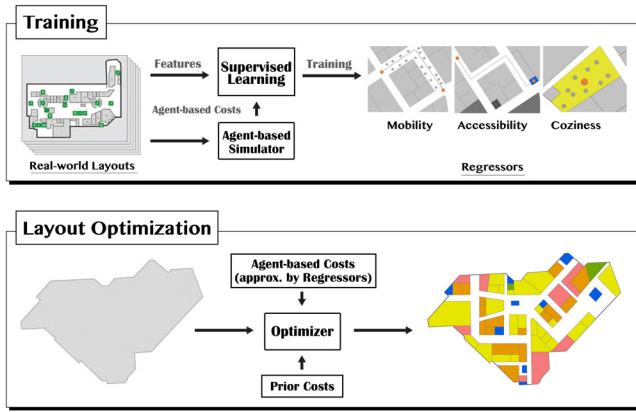 Training
Features
Supervised
Learning
Training
Agent-based Costs
Agent-based
Simulator
Real-world Layouts
Mobility
Accessibility
Coziness
Regressors
Layout Optimization
Agent-based Costs
(approx. by Regressors)
Optimizer
Prior Costs